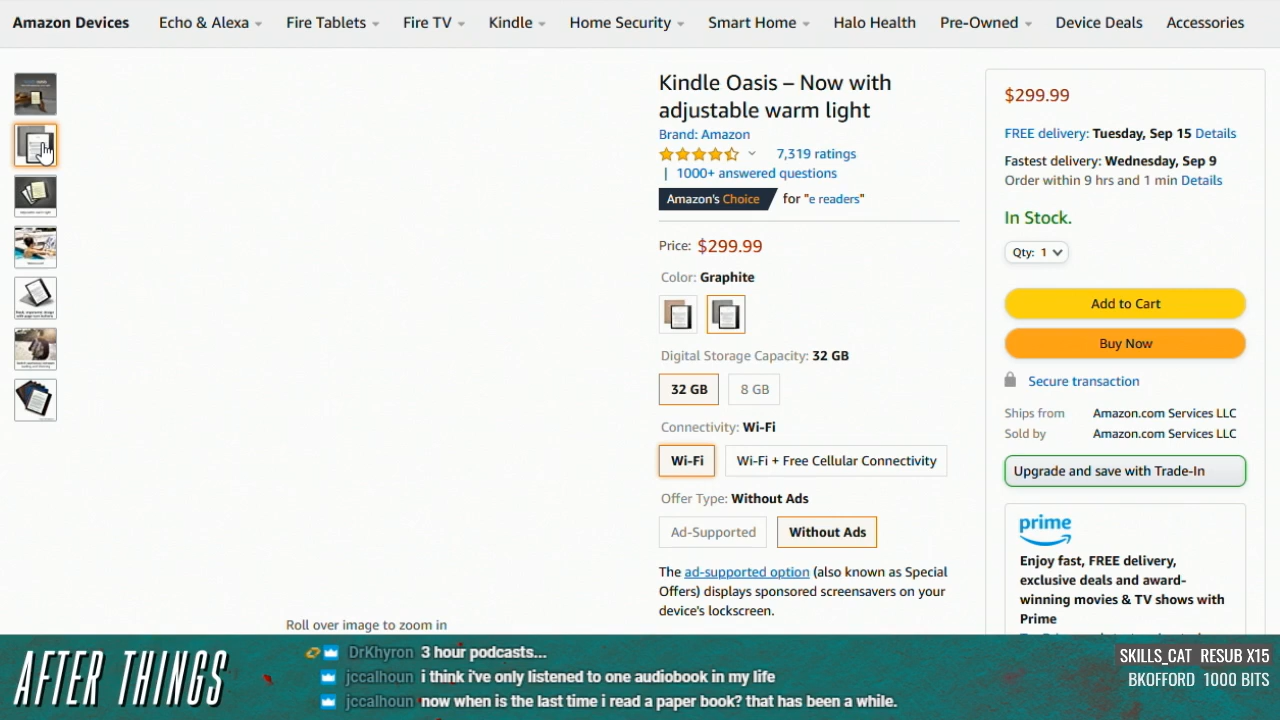 Amazon Devices Echo & Alexa Fire Tablets Fire TV Kindle Home Security Smart Home Halo Health Pre-Owned Device Deals Accessories
Kindle Oasis – Now with
adjustable warm light
Brand: Amazon
7,319 ratings
| 1000+ answered questions
Amazon's Choice for "e readers"
Price: $299.99
Color: Graphite
Digital Storage Capacity: 32 GB
32 GB 8 GB
Connectivity: Wi-Fi
Wi-Fi Wi-Fi + Free Cellular Connectivity
Offer Type: Without Ads
Ad-Supported Without Ads
The ad-supported option (also known as Special
Offers) displays sponsored screensavers on your
device's lockscreen.
Roll over image to zoom in
$299.99
FREE delivery: Tuesday, Sep 15 Details
Fastest delivery: Wednesday, Sep 9
Order within 9 hrs and 1 min Details
In Stock.
Qty: 1
Add to Cart
Buy Now
Secure transaction
Ships from Amazon.com Services LLC
Sold by Amazon.com Services LLC
Upgrade and save with Trade-In
prime
Enjoy fast, FREE delivery,
exclusive deals and award-
winning movies & TV shows with
Prime
AFTER THINGS
DrKhyron 3 hour podcasts...
jccalhoun i think i've only listened to one audiobook in my life
jccalhoun now when is the last time i read a paper book? that has been a while.
SKILLS_CAT RESUB X15
BKOFFORD 1000 BITS